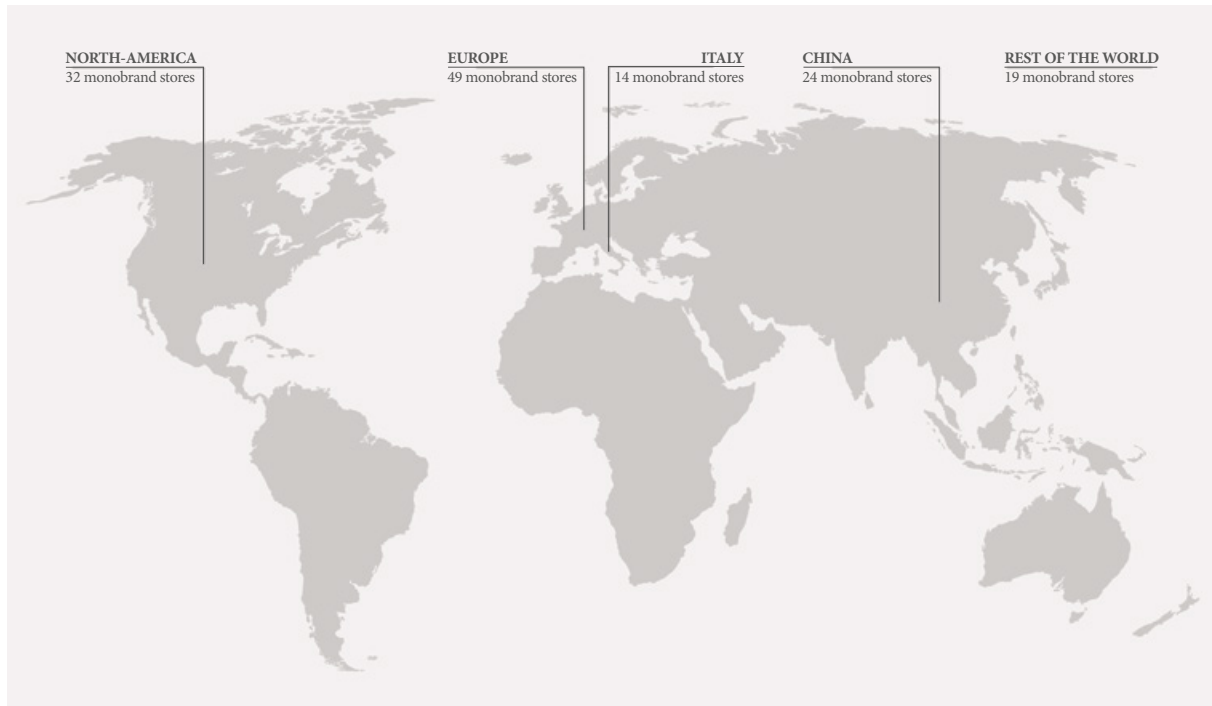 NORTH-AMERICA
32 monobrand stores
EUROPE
49 monobrand stores
ITALY
14 monobrand stores
CHINA
24 monobrand stores
REST OF THE WORLD
19 monobrand stores